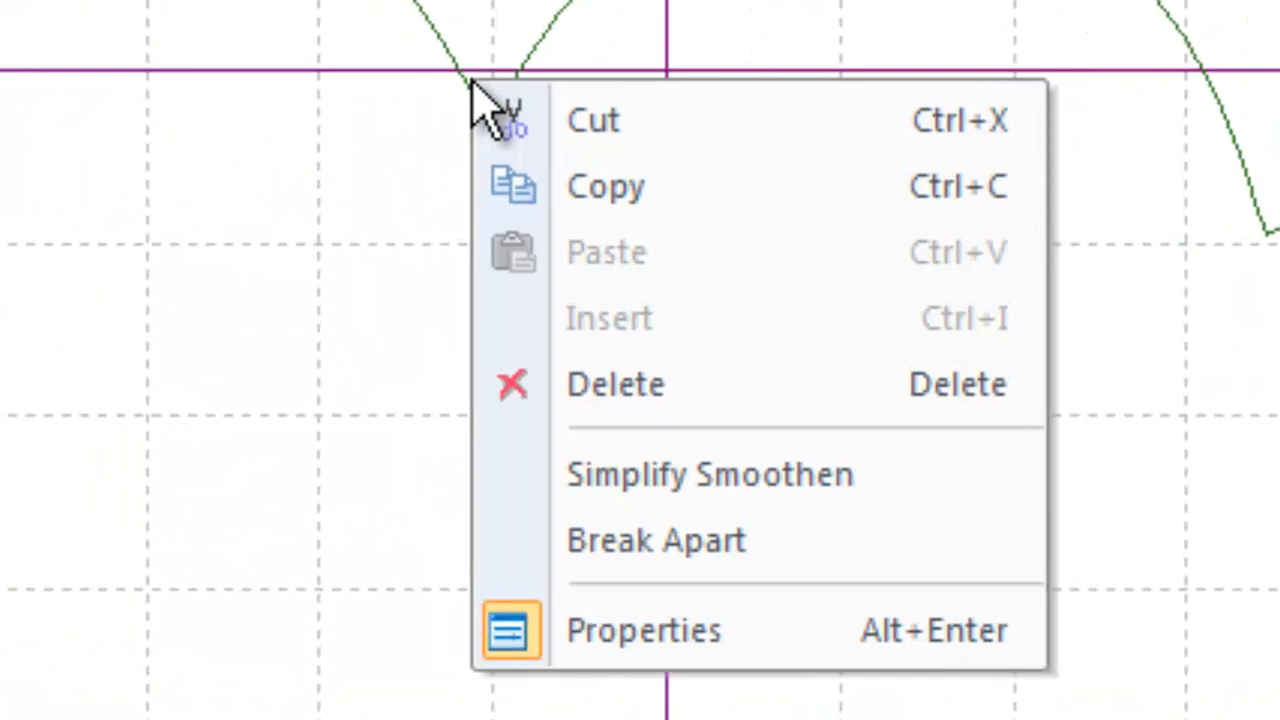 Cut Ctrl+X
Copy Ctrl+C
Paste Ctrl+V
Insert Ctrl+I
Delete Delete
Simplify Smoothen
Break Apart
Properties Alt+Enter